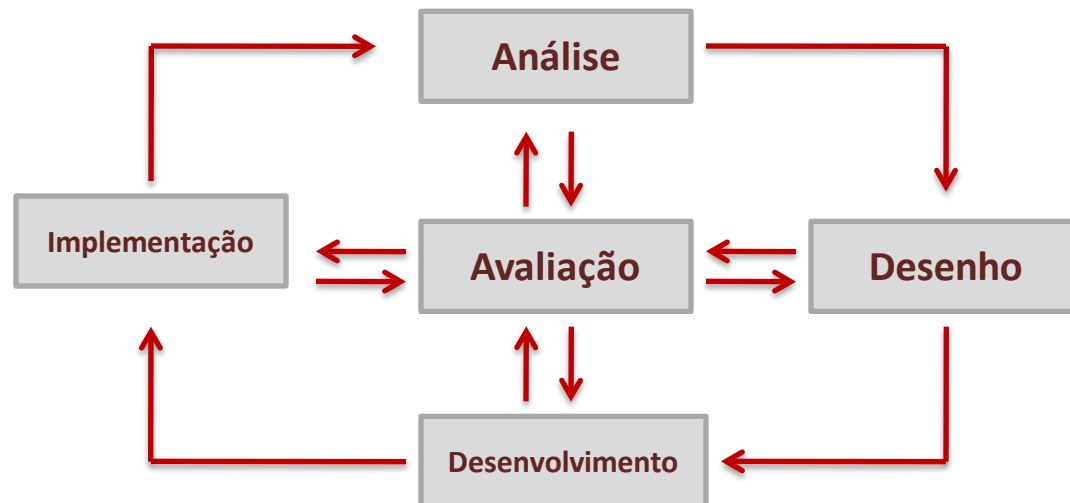 Análise
Implementação
Avaliação
Desenho
Desenvolvimento